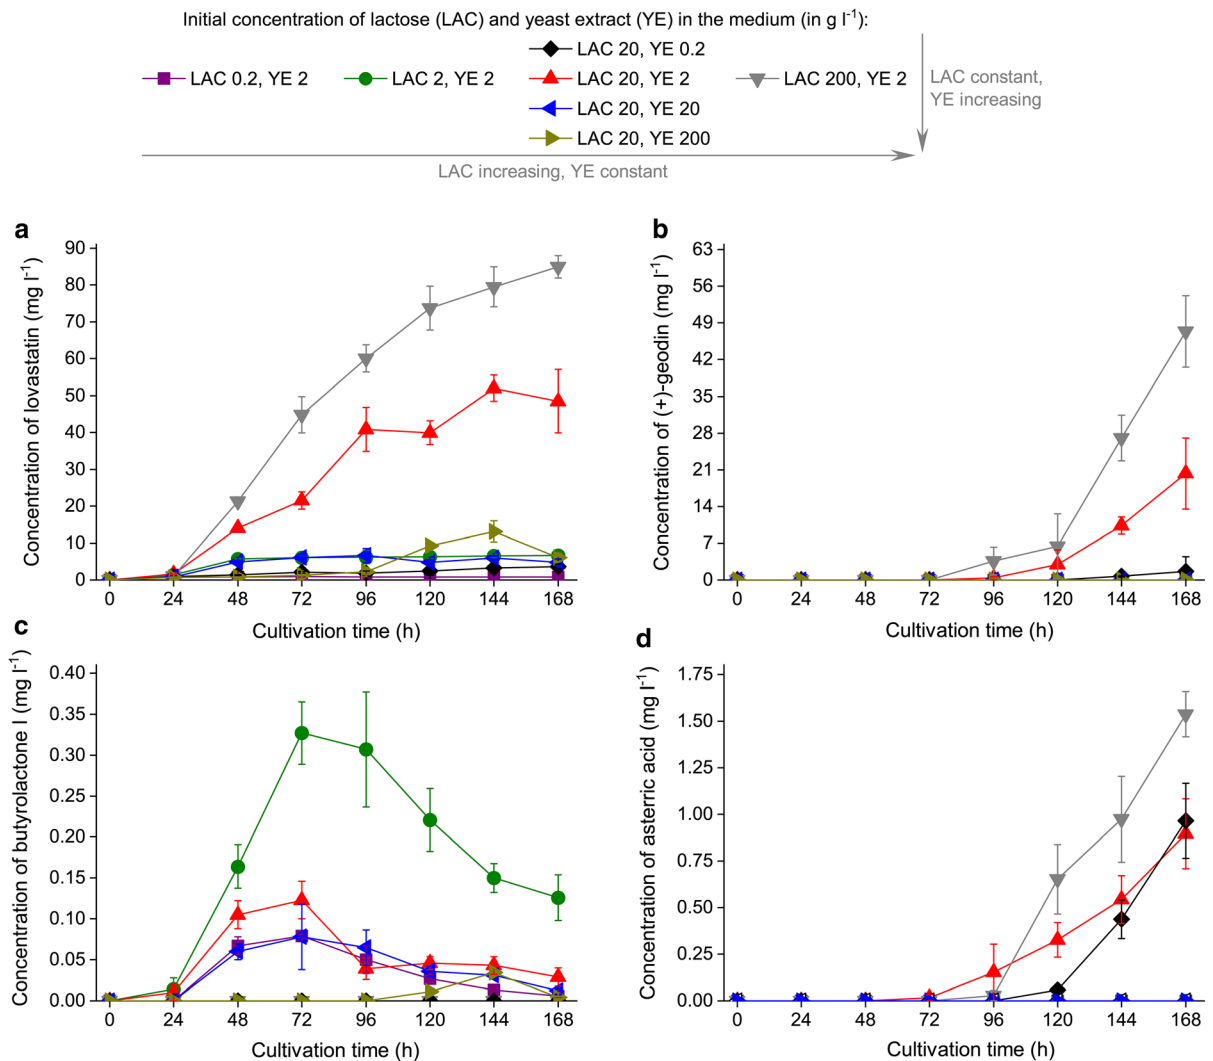 Initial concentration of lactose (LAC) and yeast extract (YE) in the medium (in g l⁻¹):
LAC 20, YE 0.2
LAC 0.2, YE 2
LAC 2, YE 2
LAC 20, YE 2
LAC 200, YE 2
LAC 20, YE 20
LAC 20, YE 200
LAC constant,
YE increasing
LAC increasing, YE constant
a
Concentration of lovastatin (mg l⁻¹)
90
80
70
60
50
40
30
20
10
0
0 24 48 72 96 120 144 168
Cultivation time (h)
b
Concentration of (+)-geodin (mg l⁻¹)
63
56
49
42
35
28
21
14
7
0
0 24 48 72 96 120 144 168
Cultivation time (h)
c
Concentration of butyrolactone I (mg l⁻¹)
0.40
0.35
0.30
0.25
0.20
0.15
0.10
0.05
0.00
0 24 48 72 96 120 144 168
Cultivation time (h)
d
Concentration of asterric acid (mg l⁻¹)
1.75
1.50
1.25
1.00
0.75
0.50
0.25
0.00
0 24 48 72 96 120 144 168
Cultivation time (h)